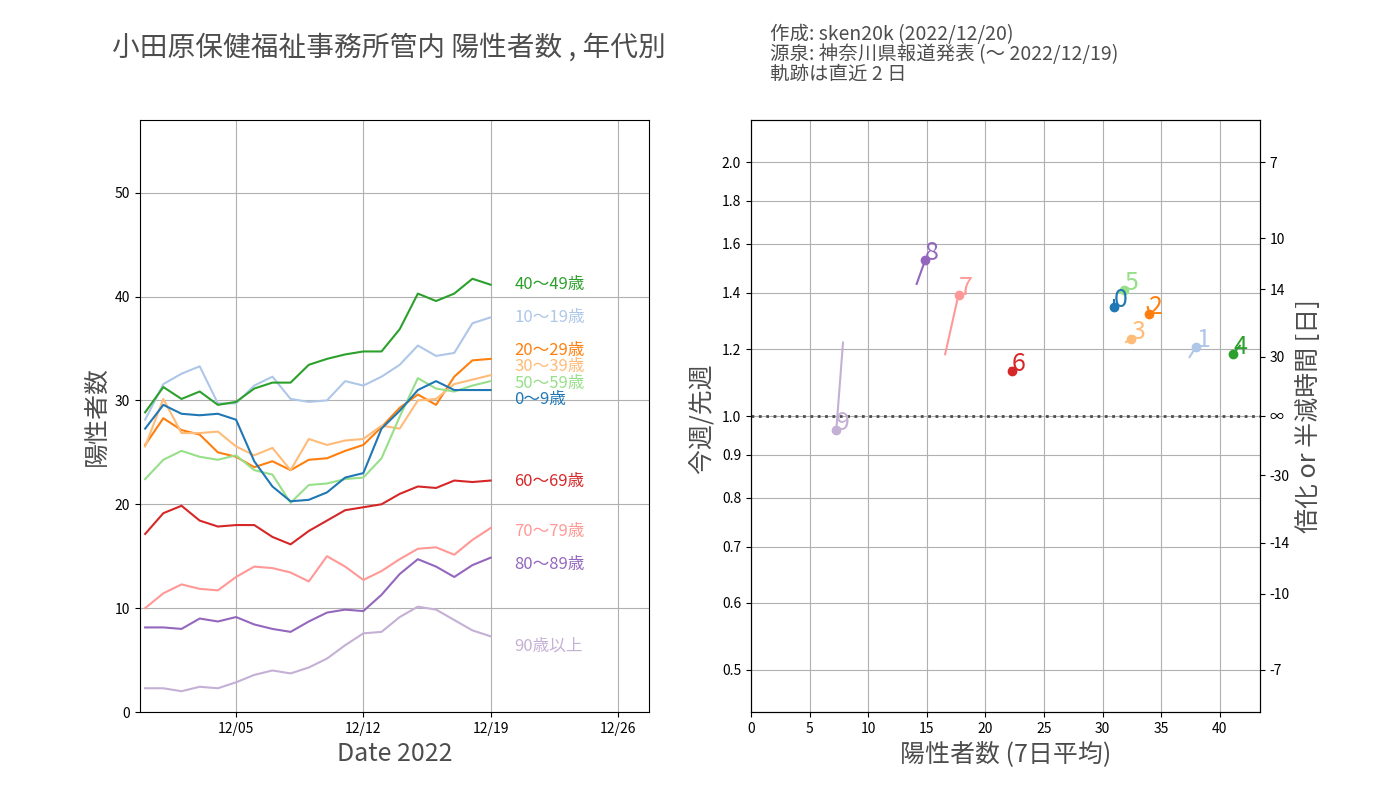 小田原保健福祉事務所管内 陽性者数 , 年代別
作成: sken20k (2022/12/20)
源泉: 神奈川県報道発表 (〜 2022/12/19)
軌跡は直近 2 日
陽性者数
50
40
30
20
10
0
40〜49歳
10〜19歳
20〜29歳
30〜39歳
50〜59歳
0〜9歳
60〜69歳
70〜79歳
80〜89歳
90歳以上
12/05
12/12
12/19
12/26
Date 2022
今週/先週
2.0
1.8
1.6
1.4
1.2
1.0
0.9
0.8
0.7
0.6
0.5
8
7
5
0
2
3
1
4
6
9
7
10
14
30
∞
-30
-14
-10
-7
倍化 or 半減時間 [日]
0
5
10
15
20
25
30
35
40
陽性者数 (7日平均)